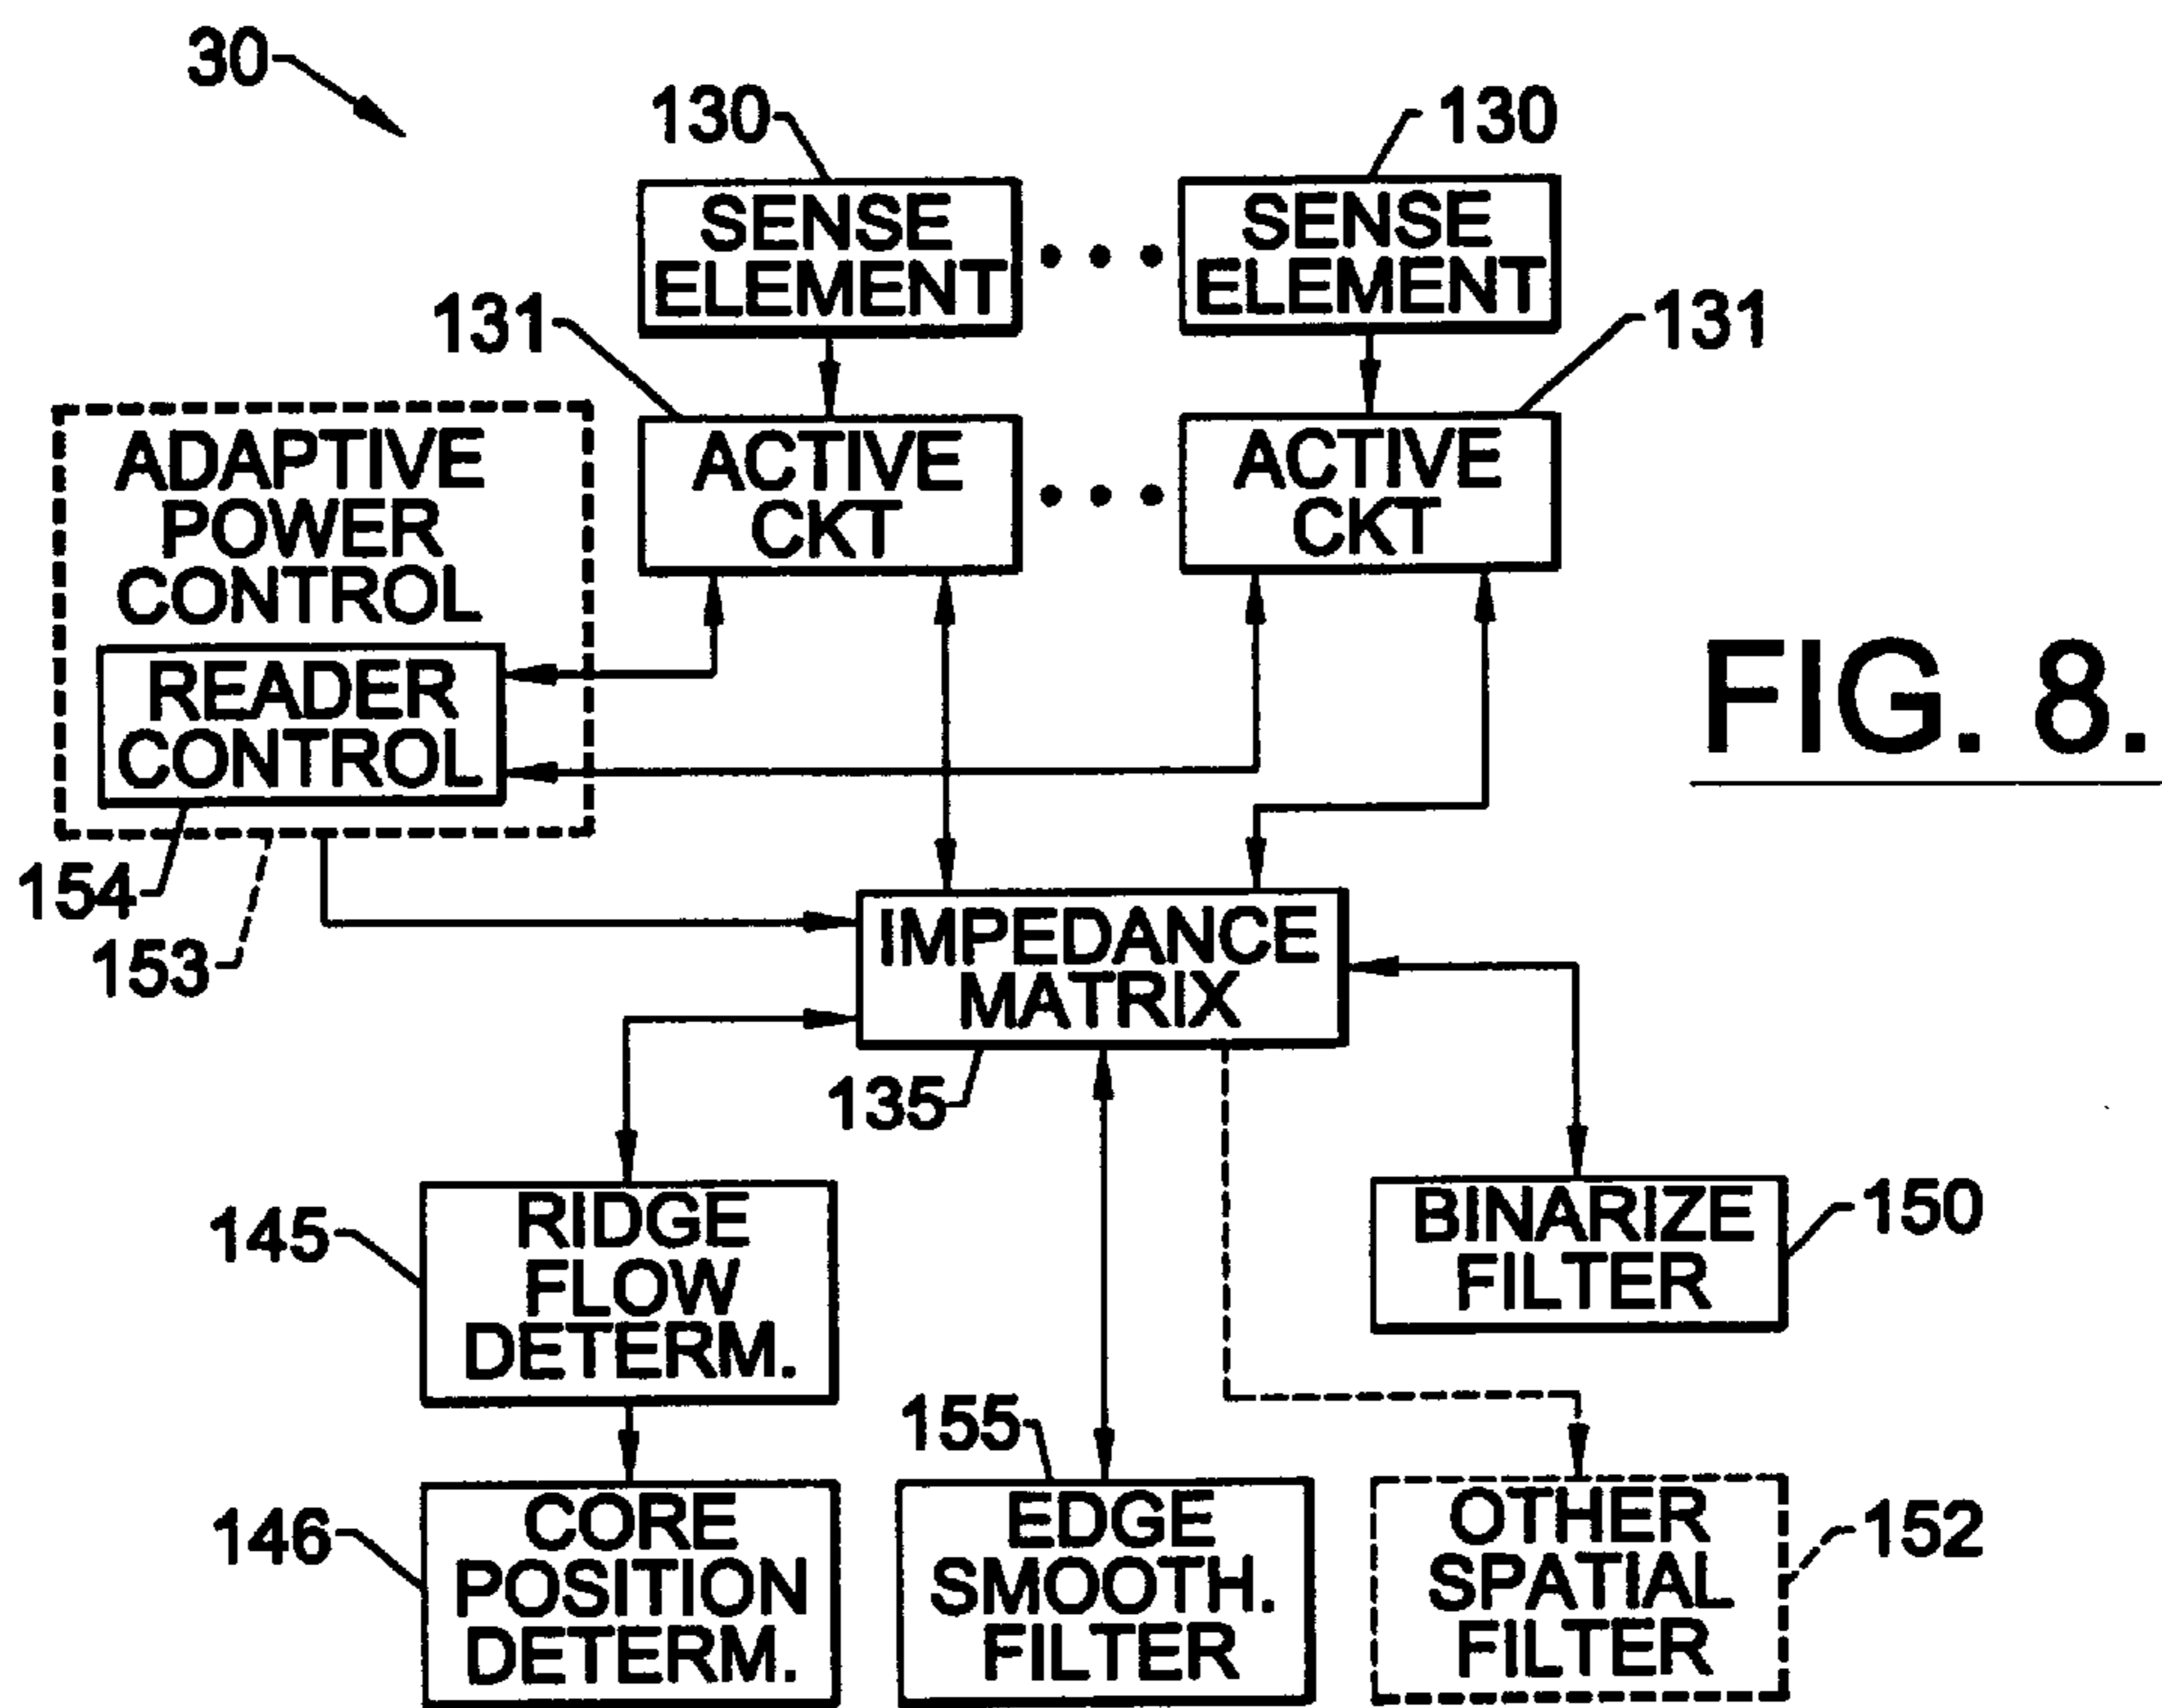 30
130
130
SENSE
ELEMENT
SENSE
ELEMENT
131
131
ADAPTIVE
POWER
CONTROL
ACTIVE
CKT
ACTIVE
CKT
READER
CONTROL
FIG. 8.
154
153
IMPEDANCE
MATRIX
135
145
RIDGE
FLOW
DETERM.
BINARIZE
FILTER
150
155
146
CORE
POSITION
DETERM.
EDGE
SMOOTH.
FILTER
OTHER
SPATIAL
FILTER
152